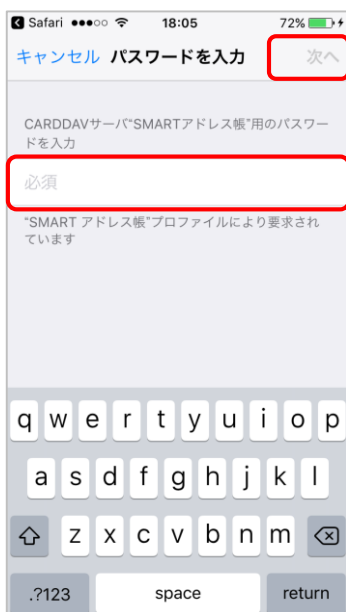 Safari 18:05 72%
キャンセル パスワードを入力 次へ
CARDDAVサーバ“SMARTアドレス帳”用のパスワー
ドを入力
必須
“SMART アドレス帳”プロファイルにより要求され
ています
q w e r t y u i o p
a s d f g h j k l
z x c v b n m
.?123 space return